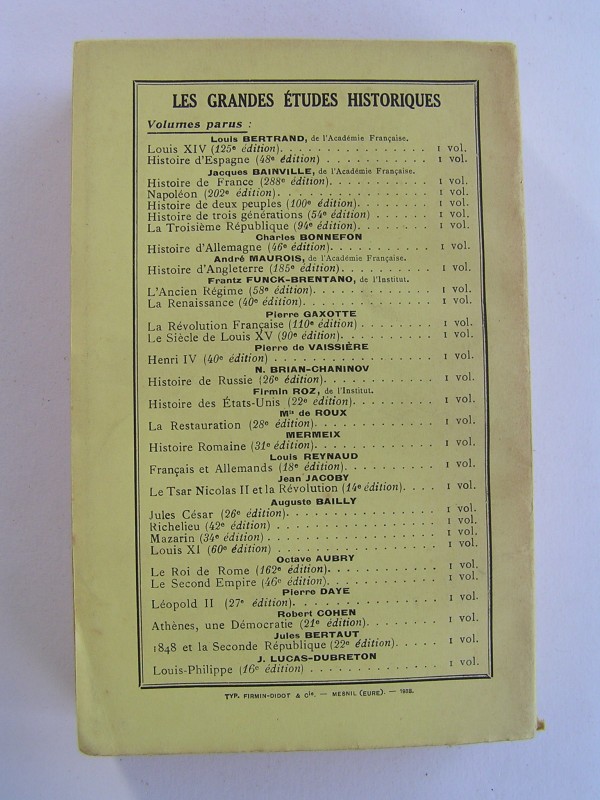 LES GRANDES ÉTUDES HISTORIQUES
Volumes parus :
Louis BERTRAND, de l'Académie Française.
Louis XIV (125e édition). . . . . . . . . . . . . . . . 1 vol.
Histoire d'Espagne (48e édition) . . . . . . . . . . . 1 vol.
Jacques BAINVILLE, de l'Académie Française.
Histoire de France (288e édition). . . . . . . . . . . 1 vol.
Napoléon (202e édition). . . . . . . . . . . . . . . . 1 vol.
Histoire de deux peuples (100e édition) . . . . . . . . 1 vol.
Histoire de trois générations (54e édition) . . . . . . 1 vol.
La Troisième République (94e édition). . . . . . . . . 1 vol.
Charles BONNEFON
Histoire d'Allemagne (46e édition). . . . . . . . . . . 1 vol.
André MAUROIS, de l'Académie Française.
Histoire d'Angleterre (185e édition). . . . . . . . . . 1 vol.
Frantz FUNCK-BRENTANO, de l'Institut.
L'Ancien Régime (58e édition). . . . . . . . . . . . . 1 vol.
La Renaissance (40e édition). . . . . . . . . . . . . . 1 vol.
Pierre GAXOTTE
La Révolution Française (110e édition) . . . . . . . . 1 vol.
Le Siècle de Louis XV (90e édition). . . . . . . . . . 1 vol.
Pierre de VAISSIÈRE
Henri IV (40e édition) . . . . . . . . . . . . . . . . 1 vol.
N. BRIAN-CHANINOV
Histoire de Russie (26e édition). . . . . . . . . . . . 1 vol.
Firmin ROZ, de l'Institut.
Histoire des États-Unis (22e édition). . . . . . . . . 1 vol.
Mis de ROUX
La Restauration (28e édition). . . . . . . . . . . . . 1 vol.
MERMEIX
Histoire Romaine (31e édition). . . . . . . . . . . . . 1 vol.
Louis REYNAUD
Français et Allemands (18e édition). . . . . . . . . . 1 vol.
Jean JACOBY
Le Tsar Nicolas II et la Révolution (14e édition). . . . 1 vol.
Auguste BAILLY
Jules César (26e édition). . . . . . . . . . . . . . . 1 vol.
Richelieu (42e édition) . . . . . . . . . . . . . . . . 1 vol.
Mazarin (34e édition) . . . . . . . . . . . . . . . . . 1 vol.
Louis XI (60e édition) . . . . . . . . . . . . . . . . 1 vol.
Octave AUBRY
Le Roi de Rome (162e édition). . . . . . . . . . . . . 1 vol.
Le Second Empire (46e édition). . . . . . . . . . . . . 1 vol.
Pierre DAYE
Léopold II (27e édition). . . . . . . . . . . . . . . . 1 vol.
Robert COHEN
Athènes, une Démocratie (21e édition). . . . . . . . . 1 vol.
Jules BERTAUT
1848 et la Seconde République (22e édition). . . . . . 1 vol.
J. LUCAS-DUBRETON
Louis-Philippe (16e édition) . . . . . . . . . . . . . 1 vol.
TYP. FIRMIN-DIDOT & Cie. — MESNIL (EURE). —